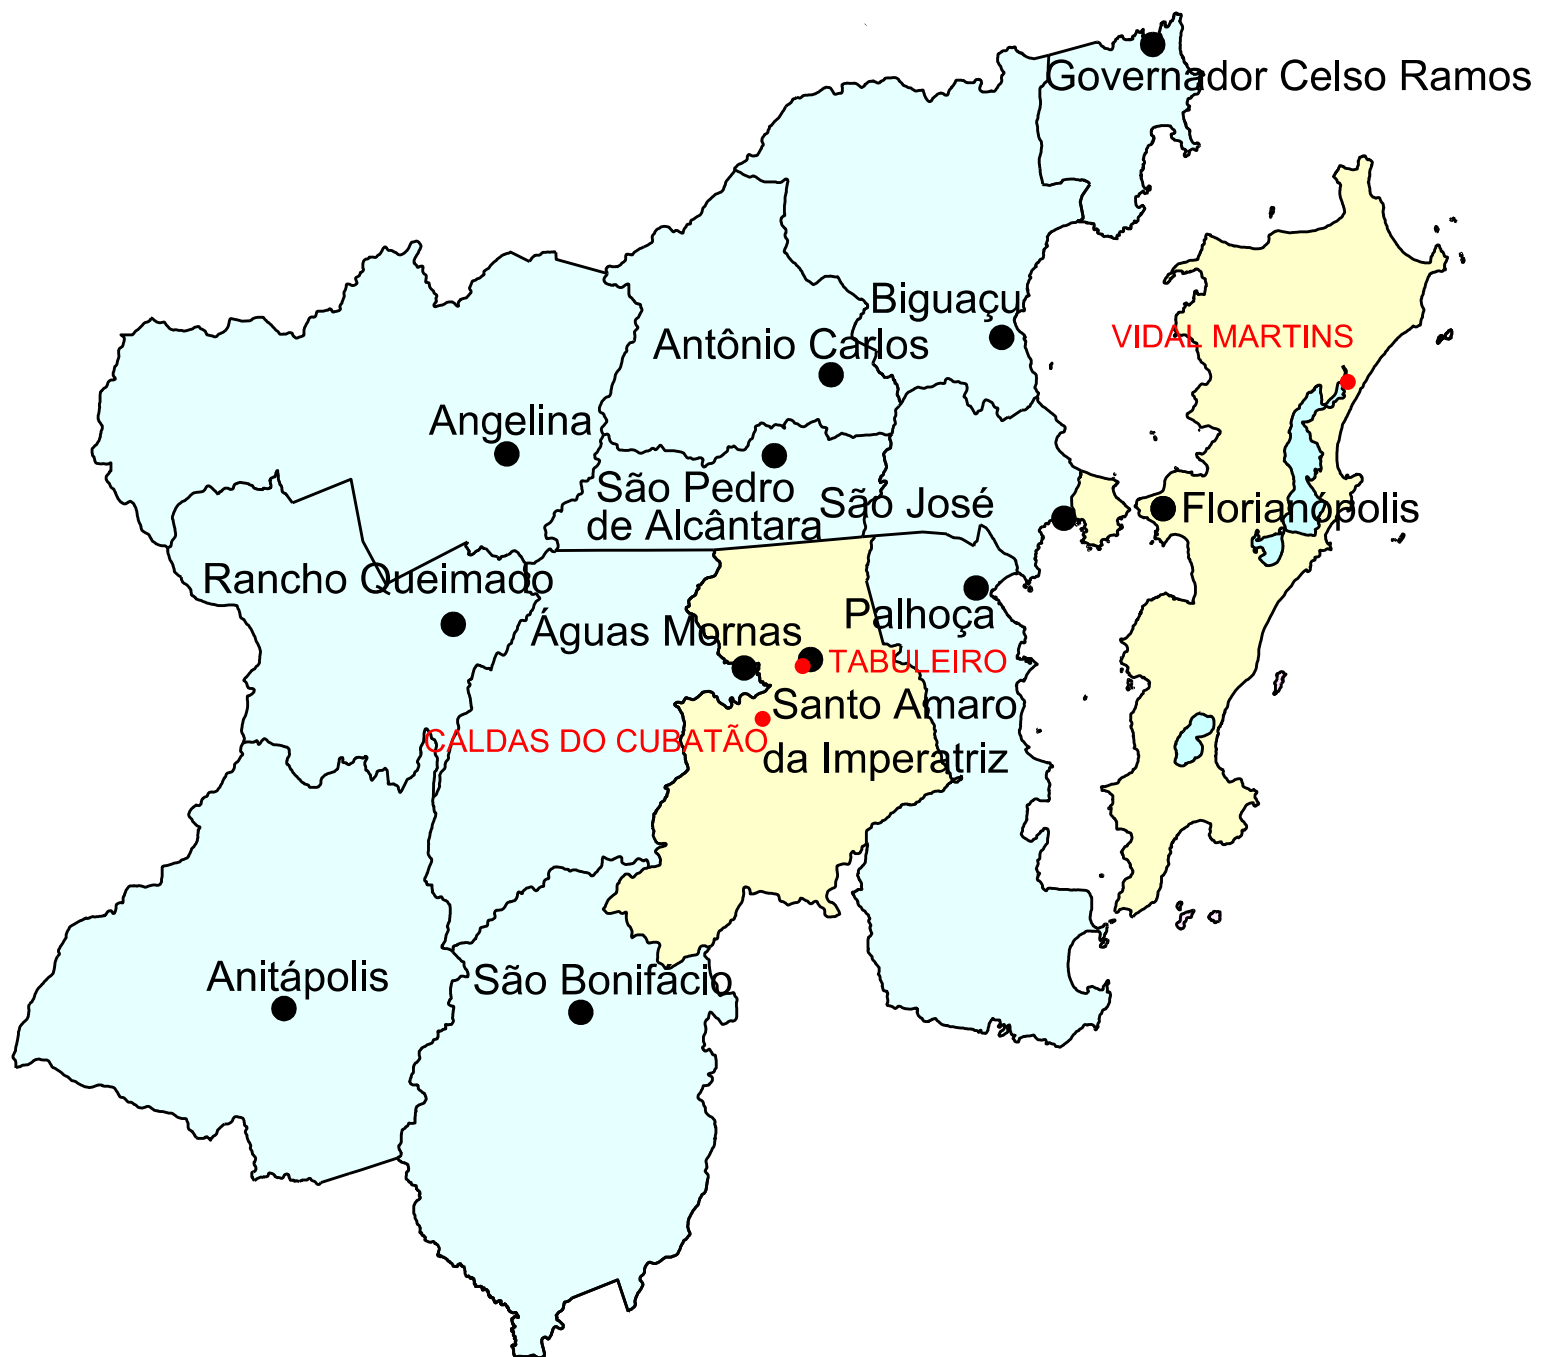 Governador Celso Ramos
Biguaçu
VIDAL MARTINS
Antônio Carlos
Angelina
São Pedro
de Alcântara
São José
Florianópolis
Rancho Queimado
Águas Mornas
Palhoça
TABULEIRO
Santo Amaro
da Imperatriz
CALDAS DO CUBATÃO
Anitápolis
São Bonifácio